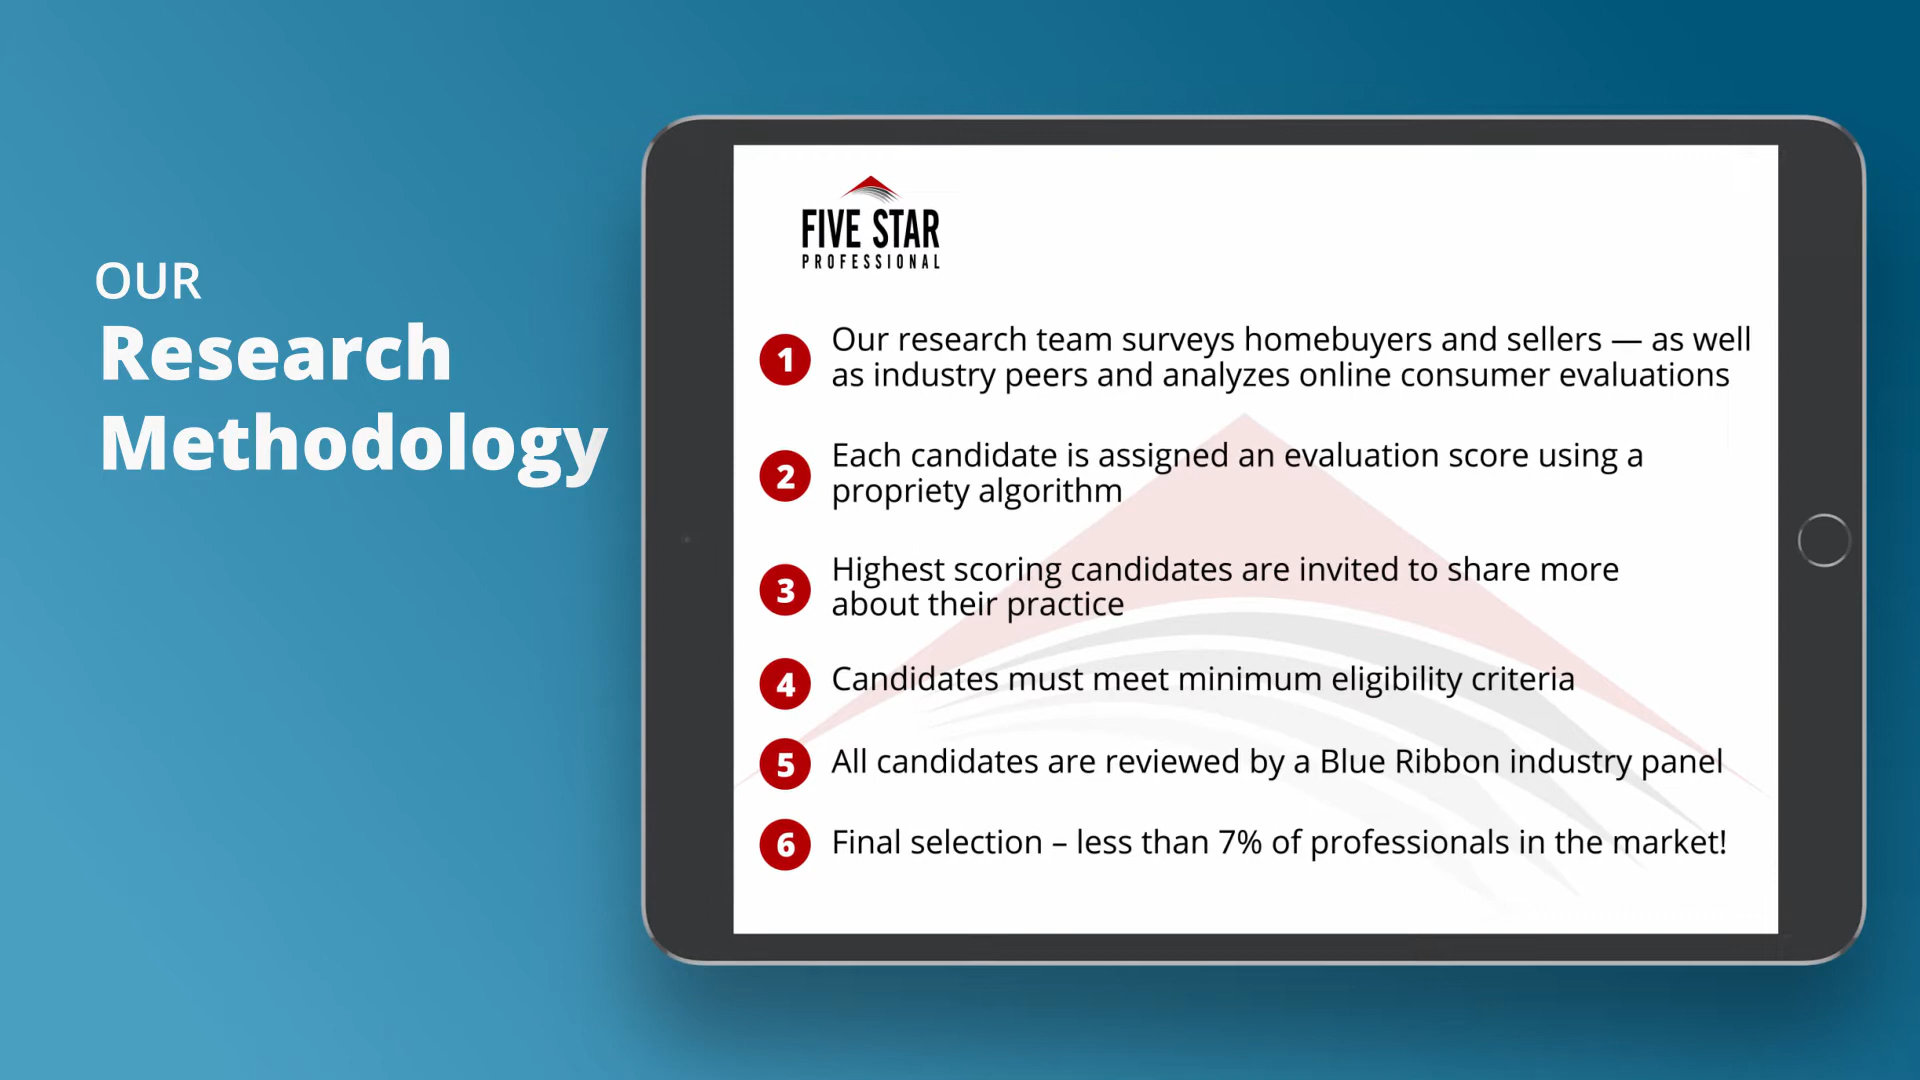 OUR
Research
Methodology
FIVE STAR
PROFESSIONAL
1 Our research team surveys homebuyers and sellers — as well
as industry peers and analyzes online consumer evaluations
2 Each candidate is assigned an evaluation score using a
propriety algorithm
3 Highest scoring candidates are invited to share more
about their practice
4 Candidates must meet minimum eligibility criteria
5 All candidates are reviewed by a Blue Ribbon industry panel
6 Final selection – less than 7% of professionals in the market!